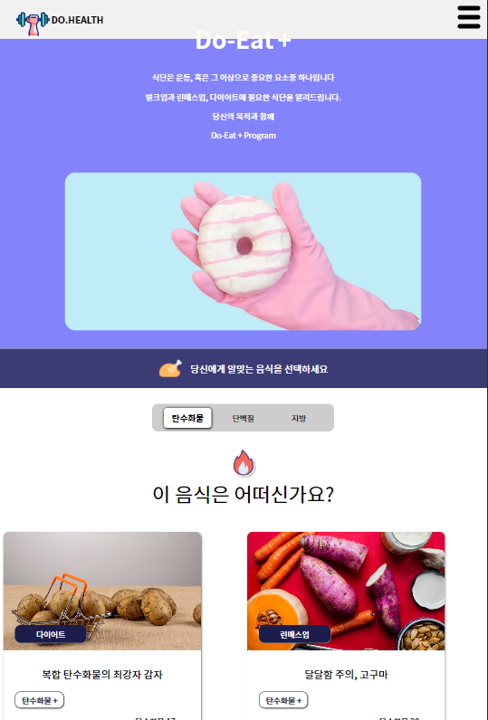 DO.HEALTH
Do-Eat +
식단은 운동, 혹은 그 이상으로 중요한 요소중 하나입니다
벌크업과 린매스업, 다이어트에 필요한 식단을 알려드립니다.
당신의 목적과 함께
Do-Eat + Program
당신에게 알맞는 음식을 선택하세요
탄수화물 단백질 지방
이 음식은 어떠신가요?
다이어트 린매스업
복합 탄수화물의 최강자 감자 달달함 주의, 고구마
탄수화물 + 탄수화물 +